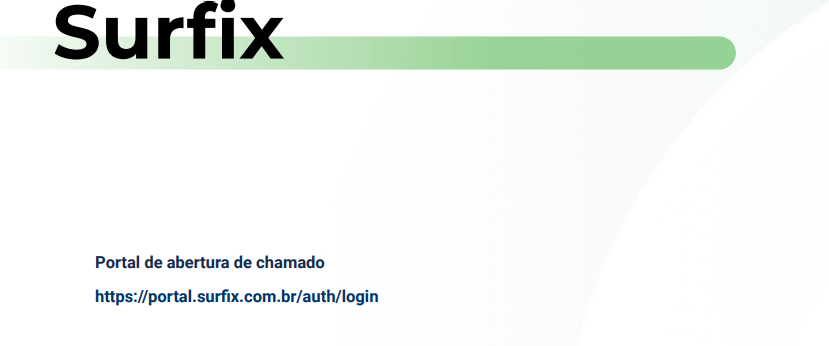 Surfix
Portal de abertura de chamado
https://portal.surfix.com.br/auth/login